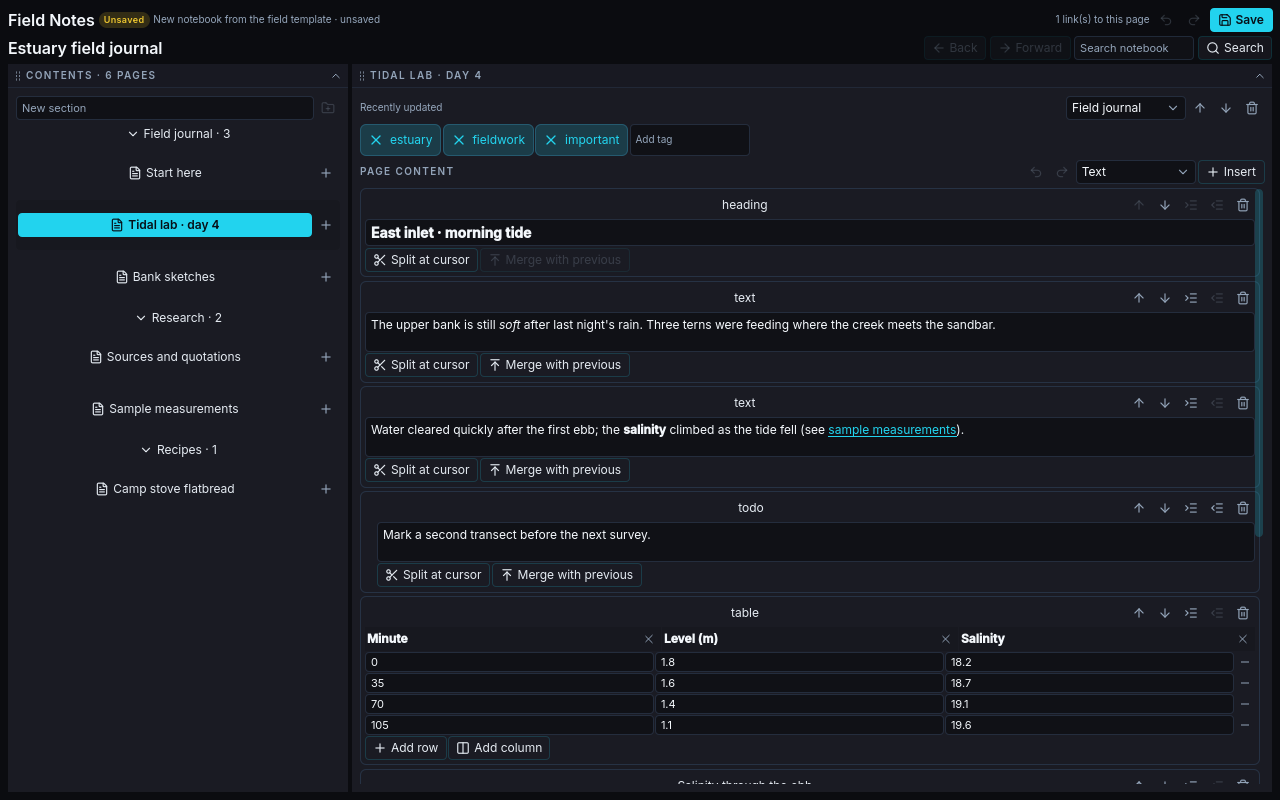 Field Notes Unsaved New notebook from the field template · unsaved 1 link(s) to this page Save
Estuary field journal Back Forward Search notebook Search
CONTENTS · 6 PAGES
New section
Field journal · 3
Start here
Tidal lab · day 4
Bank sketches
Research · 2
Sources and quotations
Sample measurements
Recipes · 1
Camp stove flatbread
TIDAL LAB · DAY 4
Recently updated Field journal
estuary fieldwork important Add tag
PAGE CONTENT Text Insert
heading
East inlet · morning tide
Split at cursor Merge with previous
text
The upper bank is still soft after last night's rain. Three terns were feeding where the creek meets the sandbar.
Split at cursor Merge with previous
text
Water cleared quickly after the first ebb; the salinity climbed as the tide fell (see sample measurements).
Split at cursor Merge with previous
todo
Mark a second transect before the next survey.
Split at cursor Merge with previous
table
Minute Level (m) Salinity
0 1.8 18.2
35 1.6 18.7
70 1.4 19.1
105 1.1 19.6
Add row Add column
Salinity through the ebb